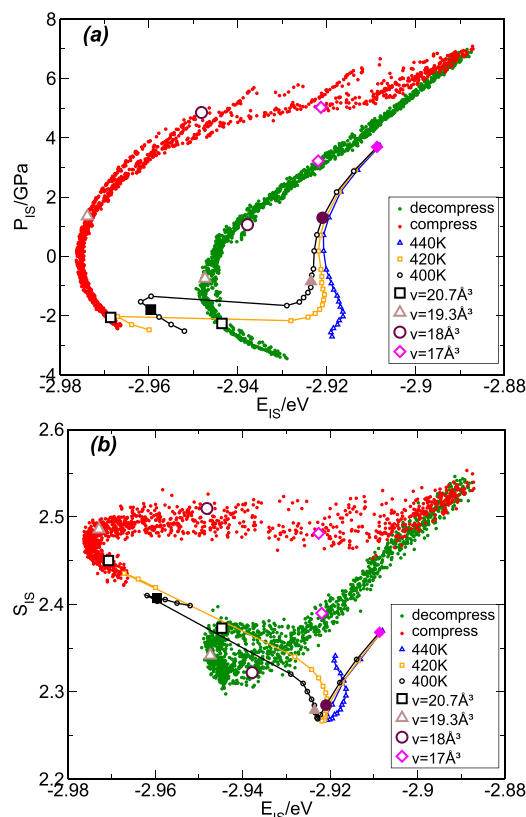 (a)
8
6
4
2
0
-2
-4
P_IS/GPa
decompress
compress
440K
420K
400K
v=20.7Å³
v=19.3Å³
v=18Å³
v=17Å³
-2.98 -2.96 -2.94 -2.92 -2.9 -2.88
E_IS/eV
(b)
2.6
2.5
2.4
2.3
2.2
S_IS
decompress
compress
440K
420K
400K
v=20.7Å³
v=19.3Å³
v=18Å³
v=17Å³
-2.98 -2.96 -2.94 -2.92 -2.9 -2.88
E_IS/eV